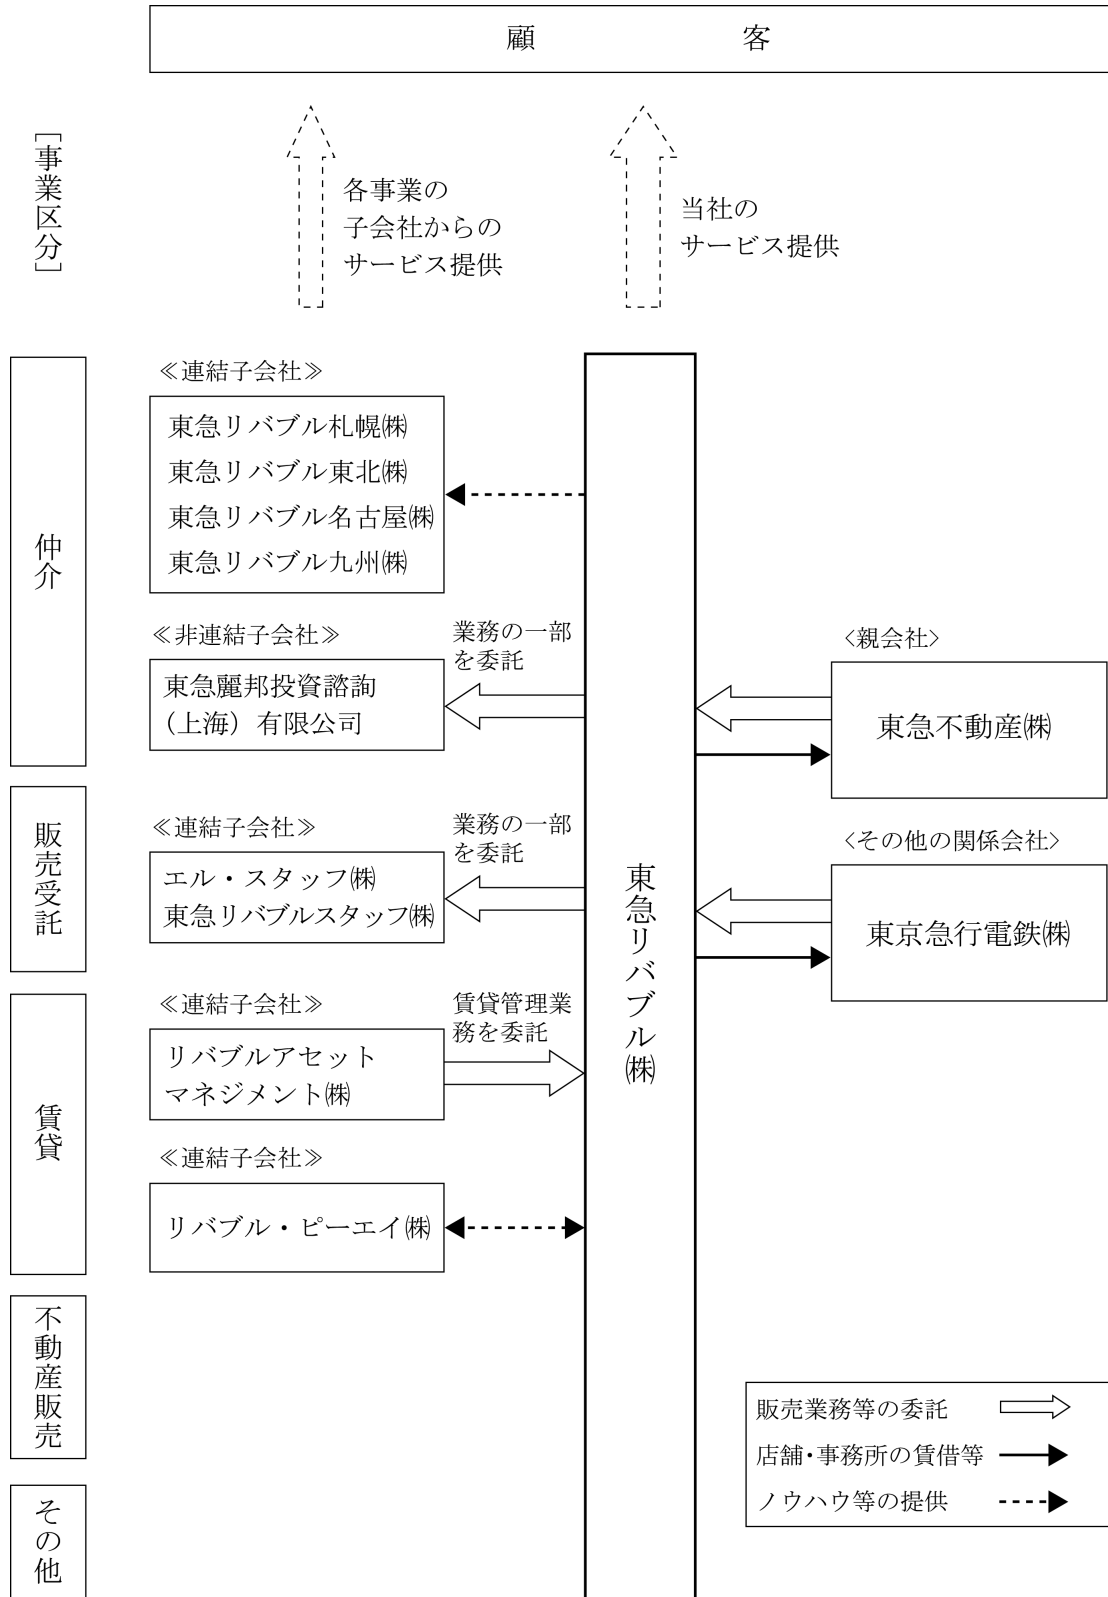 顧客
［事業区分］
各事業の
子会社からの
サービス提供
当社の
サービス提供
仲介
≪連結子会社≫
東急リバブル札幌㈱
東急リバブル東北㈱
東急リバブル名古屋㈱
東急リバブル九州㈱
≪非連結子会社≫
業務の一部
を委託
東急麗邦投資諮詢
（上海）有限公司
<親会社>
東急不動産㈱
販売受託
≪連結子会社≫
業務の一部
を委託
エル・スタッフ㈱
東急リバブルスタッフ㈱
東急リバブル㈱
<その他の関係会社>
東京急行電鉄㈱
賃貸
≪連結子会社≫
賃貸管理業
務を委託
リバブルアセット
マネジメント㈱
≪連結子会社≫
リバブル・ピーエイ㈱
不動産販売
その他
販売業務等の委託
店舗・事務所の賃借等
ノウハウ等の提供